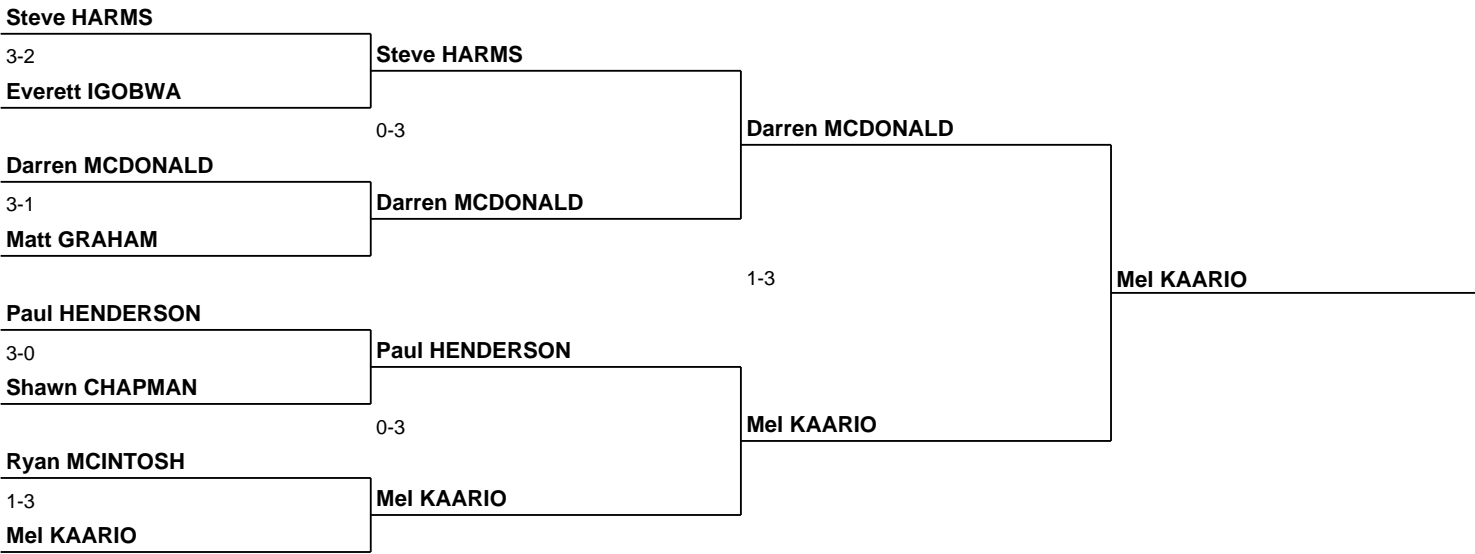 Steve HARMS
3-2
Steve HARMS
Everett IGOBWA
0-3
Darren MCDONALD
Darren MCDONALD
3-1
Darren MCDONALD
Matt GRAHAM
1-3
Mel KAARIO
Paul HENDERSON
3-0
Paul HENDERSON
Shawn CHAPMAN
0-3
Mel KAARIO
Ryan MCINTOSH
1-3
Mel KAARIO
Mel KAARIO